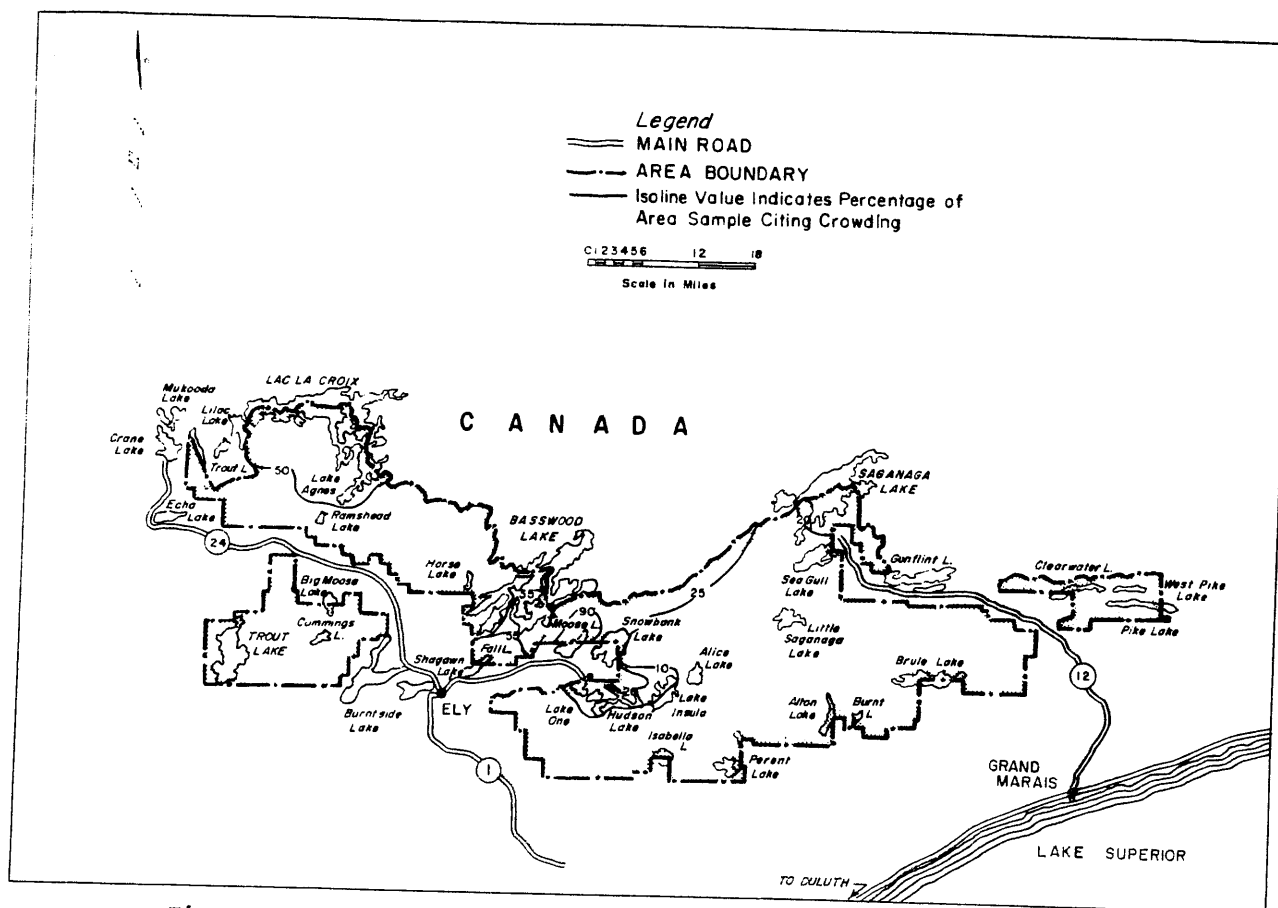 Legend
MAIN ROAD
AREA BOUNDARY
Isoline Value Indicates Percentage of
Area Sample Citing Crowding
C123456 12 18
Scale In Miles
LAC LA CROIX
Mukooda
Lake
Lilac
Lake
CANADA
Crane
Lake
Trout L.
50
Lake
Agnes
SAGANAGA
LAKE
Echo
Lake
Ramshead
Lake
24
BASSWOOD
LAKE
20
Horse
Lake
Gunflint L.
Sea Gull
Lake
Clearwater L.
West Pike
Lake
Pike Lake
Big Moose
Lake
Cummings
L.
55
90
25
Moose L.
Snowbank
Lake
Little
Saganaga
Lake
TROUT
LAKE
55
Fall L.
Shagawn
Lake
10
Alice
Lake
Brule Lake
12
Burntside
Lake
ELY
Lake
One
Hudson
Lake
Lake
Insula
Alton
Lake
Burnt
L.
Isabella
L
Perent
Lake
1
GRAND
MARAIS
LAKE SUPERIOR
TO DULUTH